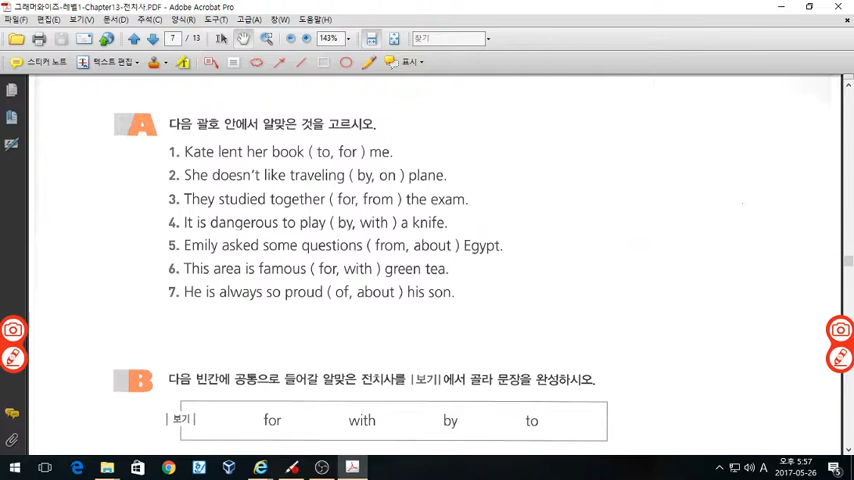 그래머와이즈-레벨1-Chapter13-전치사.PDF - Adobe Acrobat Pro
파일(F) 편집(E) 보기(V) 문서(D) 주석(C) 양식(R) 도구(T) 고급(A) 창(W) 도움말(H)
7 / 13 143% 찾기
스티커 노트 텍스트 편집 표시
A 다음 괄호 안에서 알맞은 것을 고르시오.
1. Kate lent her book ( to, for ) me.
2. She doesn't like traveling ( by, on ) plane.
3. They studied together ( for, from ) the exam.
4. It is dangerous to play ( by, with ) a knife.
5. Emily asked some questions ( from, about ) Egypt.
6. This area is famous ( for, with ) green tea.
7. He is always so proud ( of, about ) his son.
B 다음 빈칸에 공통으로 들어갈 알맞은 전치사를 |보기|에서 골라 문장을 완성하시오.
|보기| for with by to
A 오후 5:57
2017-05-26 5